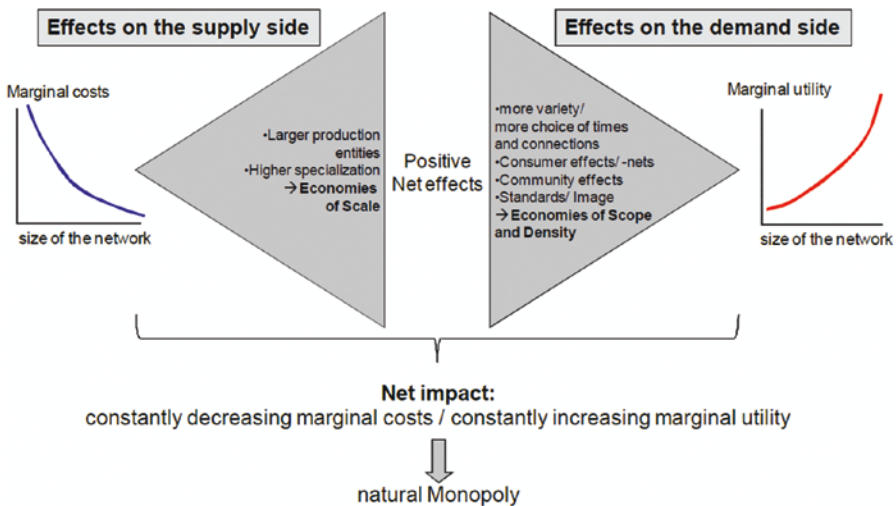 Effects on the supply side
Effects on the demand side
Marginal costs
size of the network
•Larger production
entities
•Higher specialization
→Economies
of Scale
Positive
Net effects
•more variety/
more choice of times
and connections
•Consumer effects/ -nets
•Community effects
•Standards/ Image
→Economies of Scope
and Density
Marginal utility
size of the network
Net impact:
constantly decreasing marginal costs / constantly increasing marginal utility
natural Monopoly